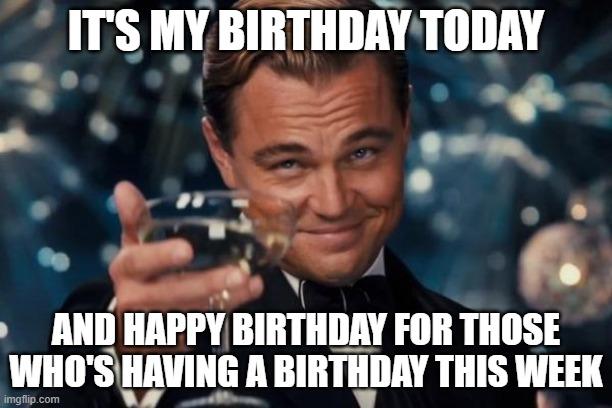 IT'S MY BIRTHDAY TODAY
AND HAPPY BIRTHDAY FOR THOSE
WHO'S HAVING A BIRTHDAY THIS WEEK
imgflip.com